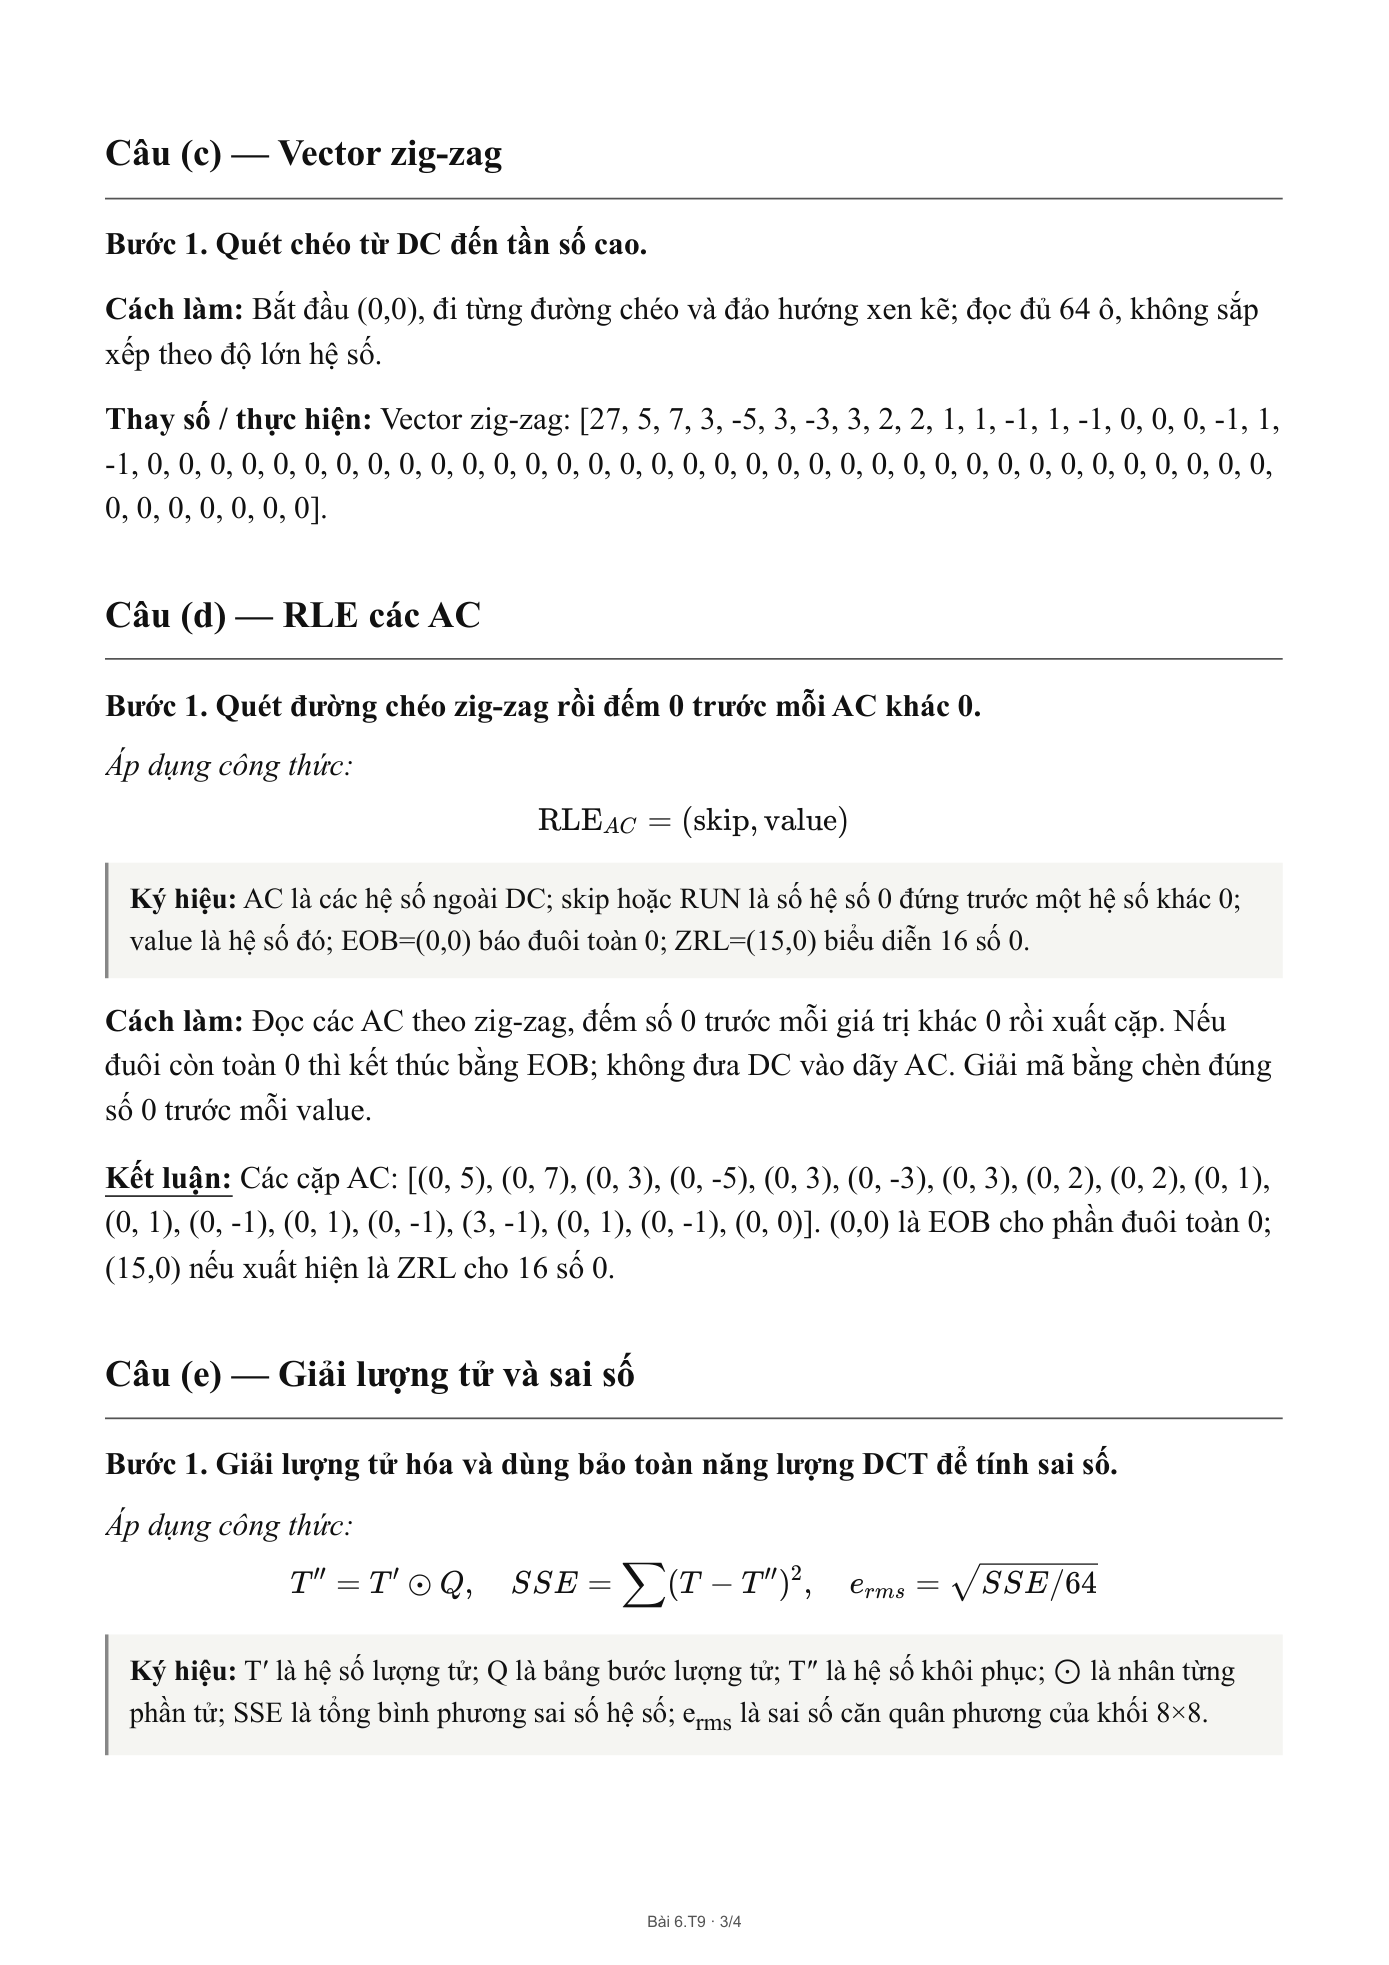 Câu (c) — Vector zig-zag
Bước 1. Quét chéo từ DC đến tần số cao.
Cách làm: Bắt đầu (0,0), đi từng đường chéo và đảo hướng xen kẽ; đọc đủ 64 ô, không sắp
xếp theo độ lớn hệ số.
Thay số / thực hiện: Vector zig-zag: [27, 5, 7, 3, -5, 3, -3, 3, 2, 2, 1, 1, -1, 1, -1, 0, 0, 0, -1, 1,
-1, 0, 0, 0, 0, 0, 0, 0, 0, 0, 0, 0, 0, 0, 0, 0, 0, 0, 0, 0, 0, 0, 0, 0, 0, 0, 0, 0, 0, 0, 0, 0, 0, 0, 0, 0, 0,
0, 0, 0, 0, 0, 0, 0].
Câu (d) — RLE các AC
Bước 1. Quét đường chéo zig-zag rồi đếm 0 trước mỗi AC khác 0.
Áp dụng công thức:
RLE_{AC} = (skip, value)
Ký hiệu: AC là các hệ số ngoài DC; skip hoặc RUN là số hệ số 0 đứng trước một hệ số khác 0;
value là hệ số đó; EOB=(0,0) báo đuôi toàn 0; ZRL=(15,0) biểu diễn 16 số 0.
Cách làm: Đọc các AC theo zig-zag, đếm số 0 trước mỗi giá trị khác 0 rồi xuất cặp. Nếu
đuôi còn toàn 0 thì kết thúc bằng EOB; không đưa DC vào dãy AC. Giải mã bằng chèn đúng
số 0 trước mỗi value.
Kết luận: Các cặp AC: [(0, 5), (0, 7), (0, 3), (0, -5), (0, 3), (0, -3), (0, 3), (0, 2), (0, 2), (0, 1),
(0, 1), (0, -1), (0, 1), (0, -1), (3, -1), (0, 1), (0, -1), (0, 0)]. (0,0) là EOB cho phần đuôi toàn 0;
(15,0) nếu xuất hiện là ZRL cho 16 số 0.
Câu (e) — Giải lượng tử và sai số
Bước 1. Giải lượng tử hóa và dùng bảo toàn năng lượng DCT để tính sai số.
Áp dụng công thức:
T″ = T′ ⊙ Q, SSE = ∑(T − T″)², e_{rms} = √(SSE/64)
Ký hiệu: T′ là hệ số lượng tử; Q là bảng bước lượng tử; T″ là hệ số khôi phục; ⊙ là nhân từng
phần tử; SSE là tổng bình phương sai số hệ số; e_{rms} là sai số căn quân phương của khối 8×8.
Bài 6.T9 · 3/4